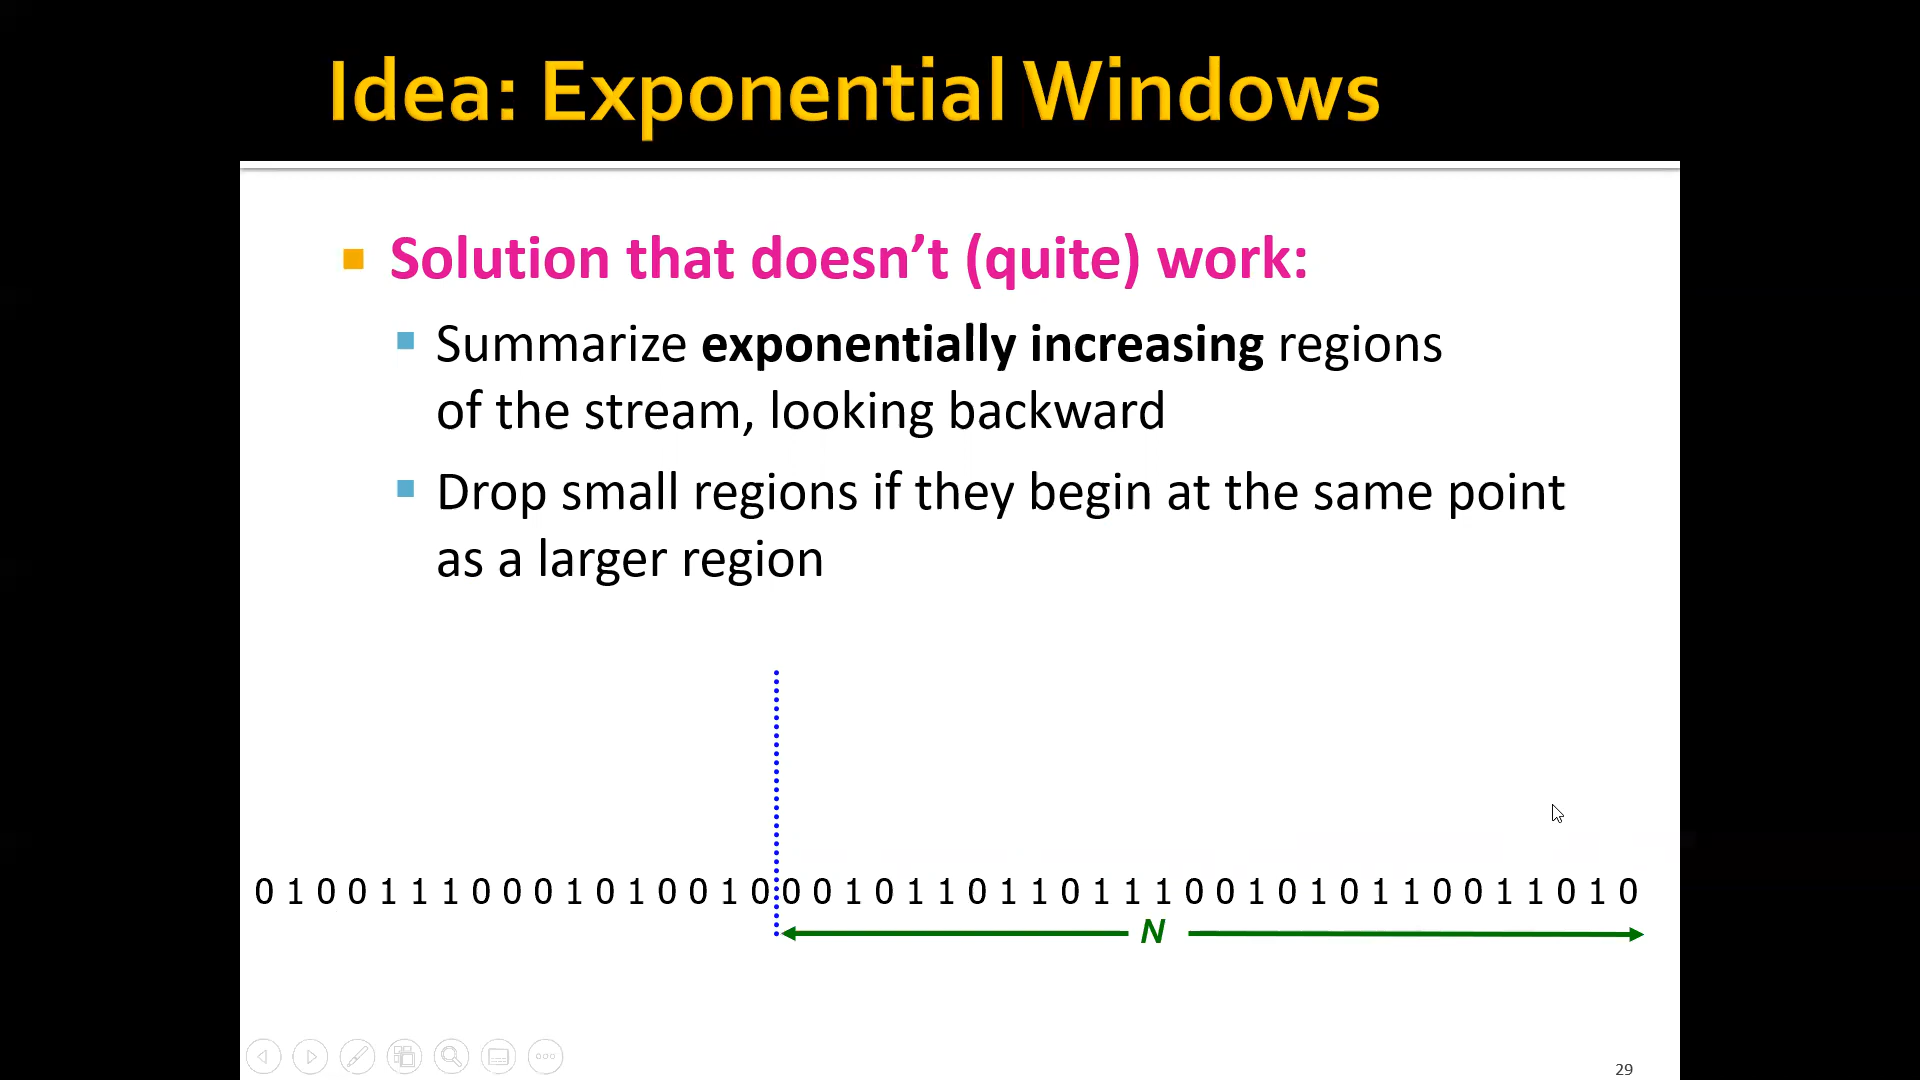 Idea: Exponential Windows
Solution that doesn’t (quite) work:
Summarize exponentially increasing regions
of the stream, looking backward
Drop small regions if they begin at the same point
as a larger region
0 1 0 0 1 1 1 0 0 0 1 0 1 0 0 1 0 0 0 1 0 1 1 0 1 1 0 1 1 1 0 0 1 0 1 0 1 1 0 0 1 1 0 1 0
N
29